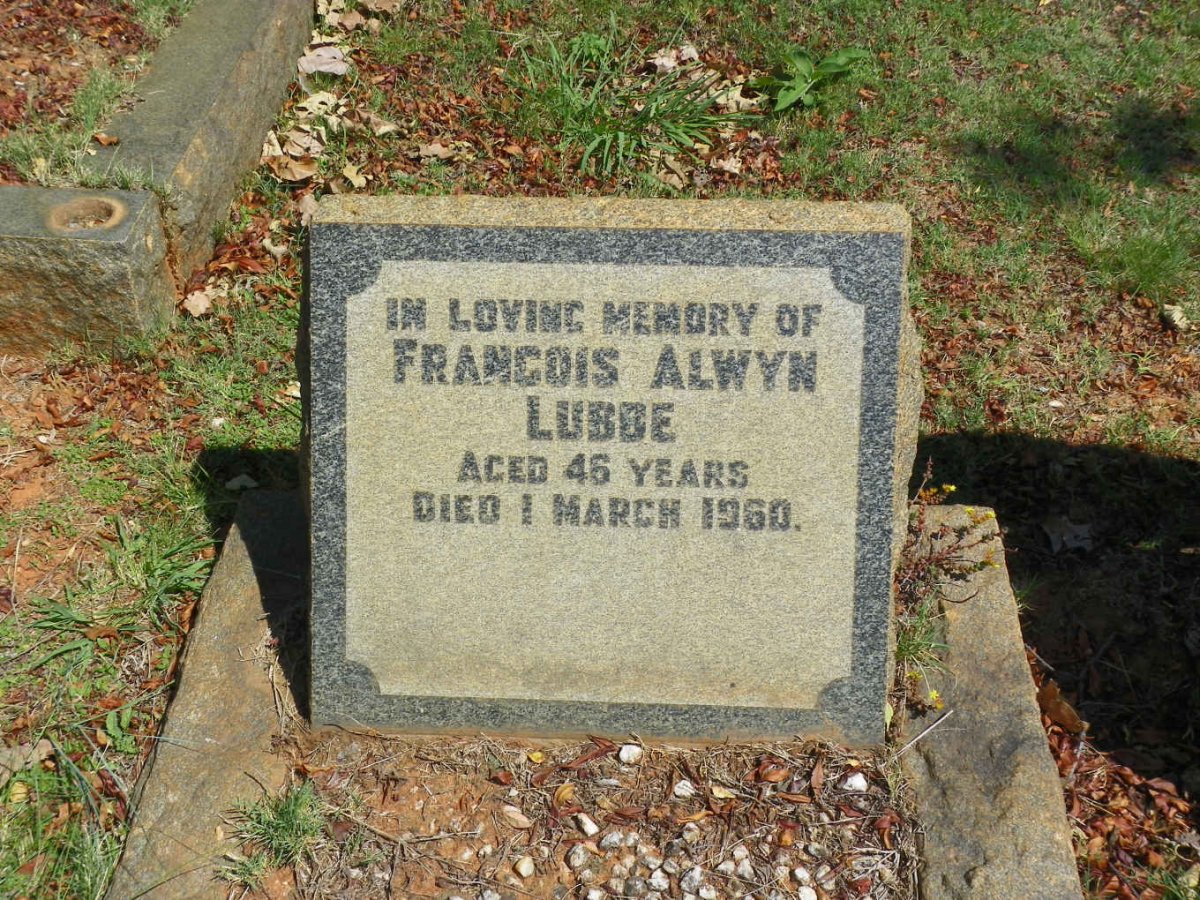 IN LOVING MEMORY OF
FRANCOIS ALWYN
LUBBE
AGED 46 YEARS
DIED 1 MARCH 1960.